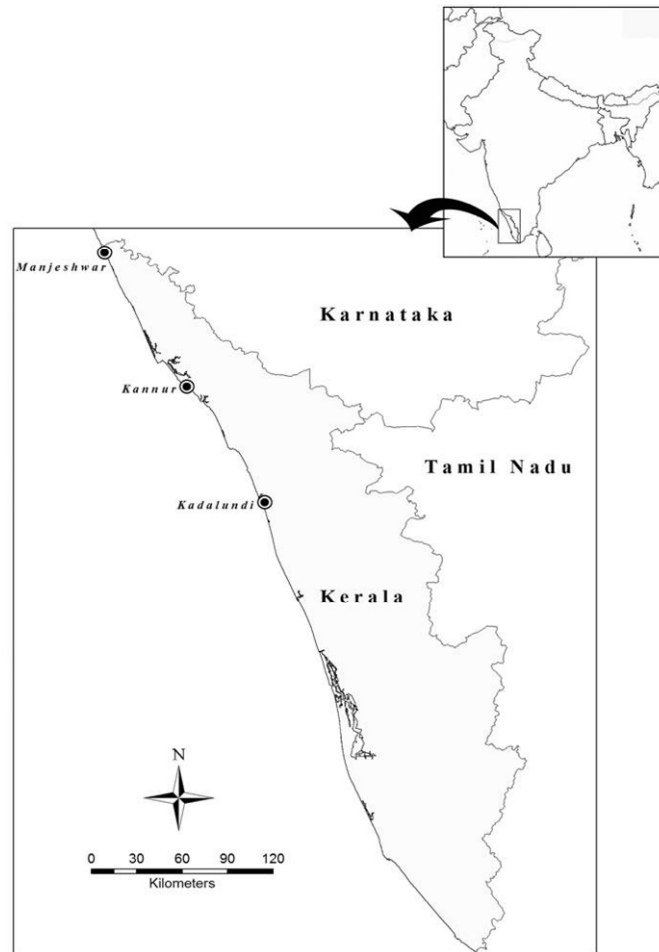 Manjeshwar
Karnataka
Kannur
Tamil Nadu
Kadalundi
Kerala
N
0 30 60 90 120
Kilometers